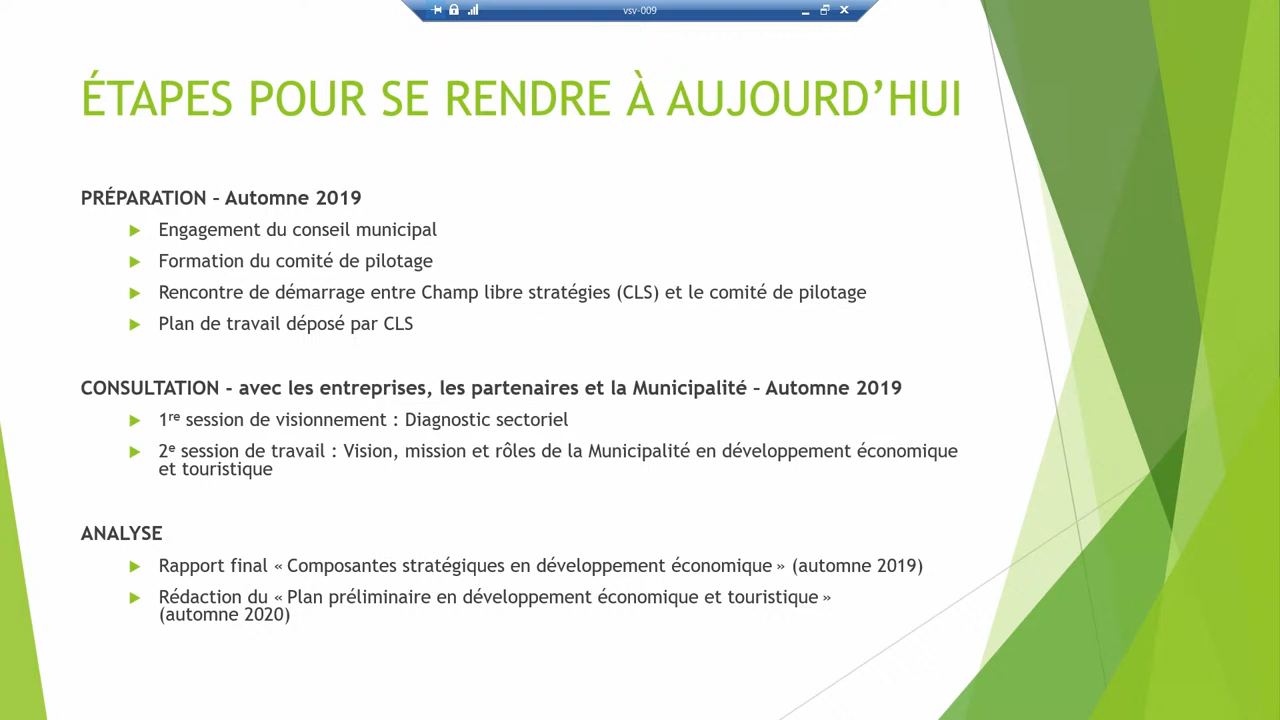 vsv-009
ÉTAPES POUR SE RENDRE À AUJOURD’HUI
PRÉPARATION – Automne 2019
Engagement du conseil municipal
Formation du comité de pilotage
Rencontre de démarrage entre Champ libre stratégies (CLS) et le comité de pilotage
Plan de travail déposé par CLS
CONSULTATION - avec les entreprises, les partenaires et la Municipalité – Automne 2019
1re session de visionnement : Diagnostic sectoriel
2e session de travail : Vision, mission et rôles de la Municipalité en développement économique
et touristique
ANALYSE
Rapport final « Composantes stratégiques en développement économique » (automne 2019)
Rédaction du « Plan préliminaire en développement économique et touristique »
(automne 2020)